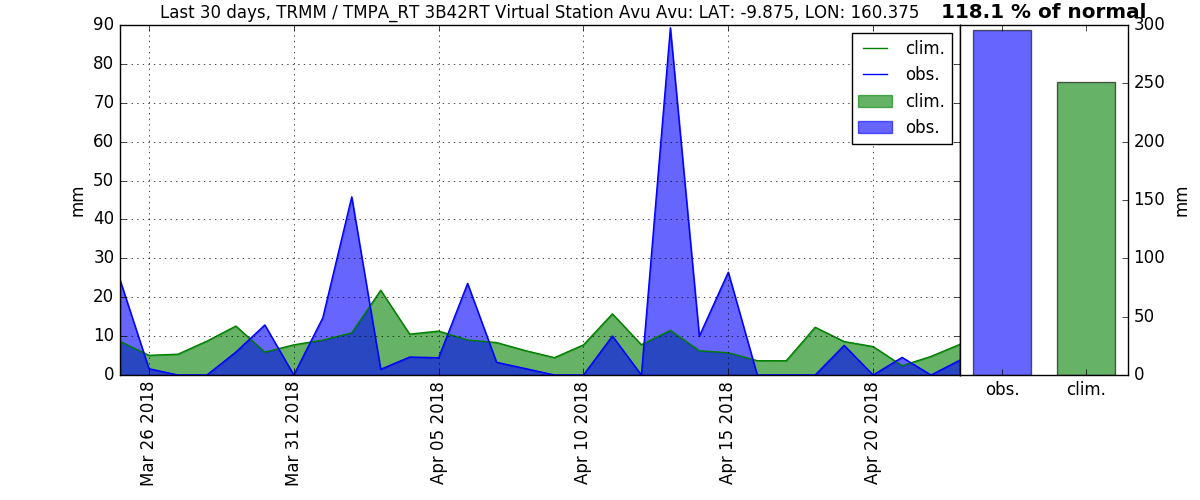 Last 30 days, TRMM / TMPA_RT 3B42RT Virtual Station Avu Avu: LAT: -9.875, LON: 160.375
118.1 % of normal
90
80
70
60
50
40
30
20
10
0
mm
clim.
obs.
clim.
obs.
300
250
200
150
100
50
0
mm
Mar 26 2018
Mar 31 2018
Apr 05 2018
Apr 10 2018
Apr 15 2018
Apr 20 2018
obs.
clim.